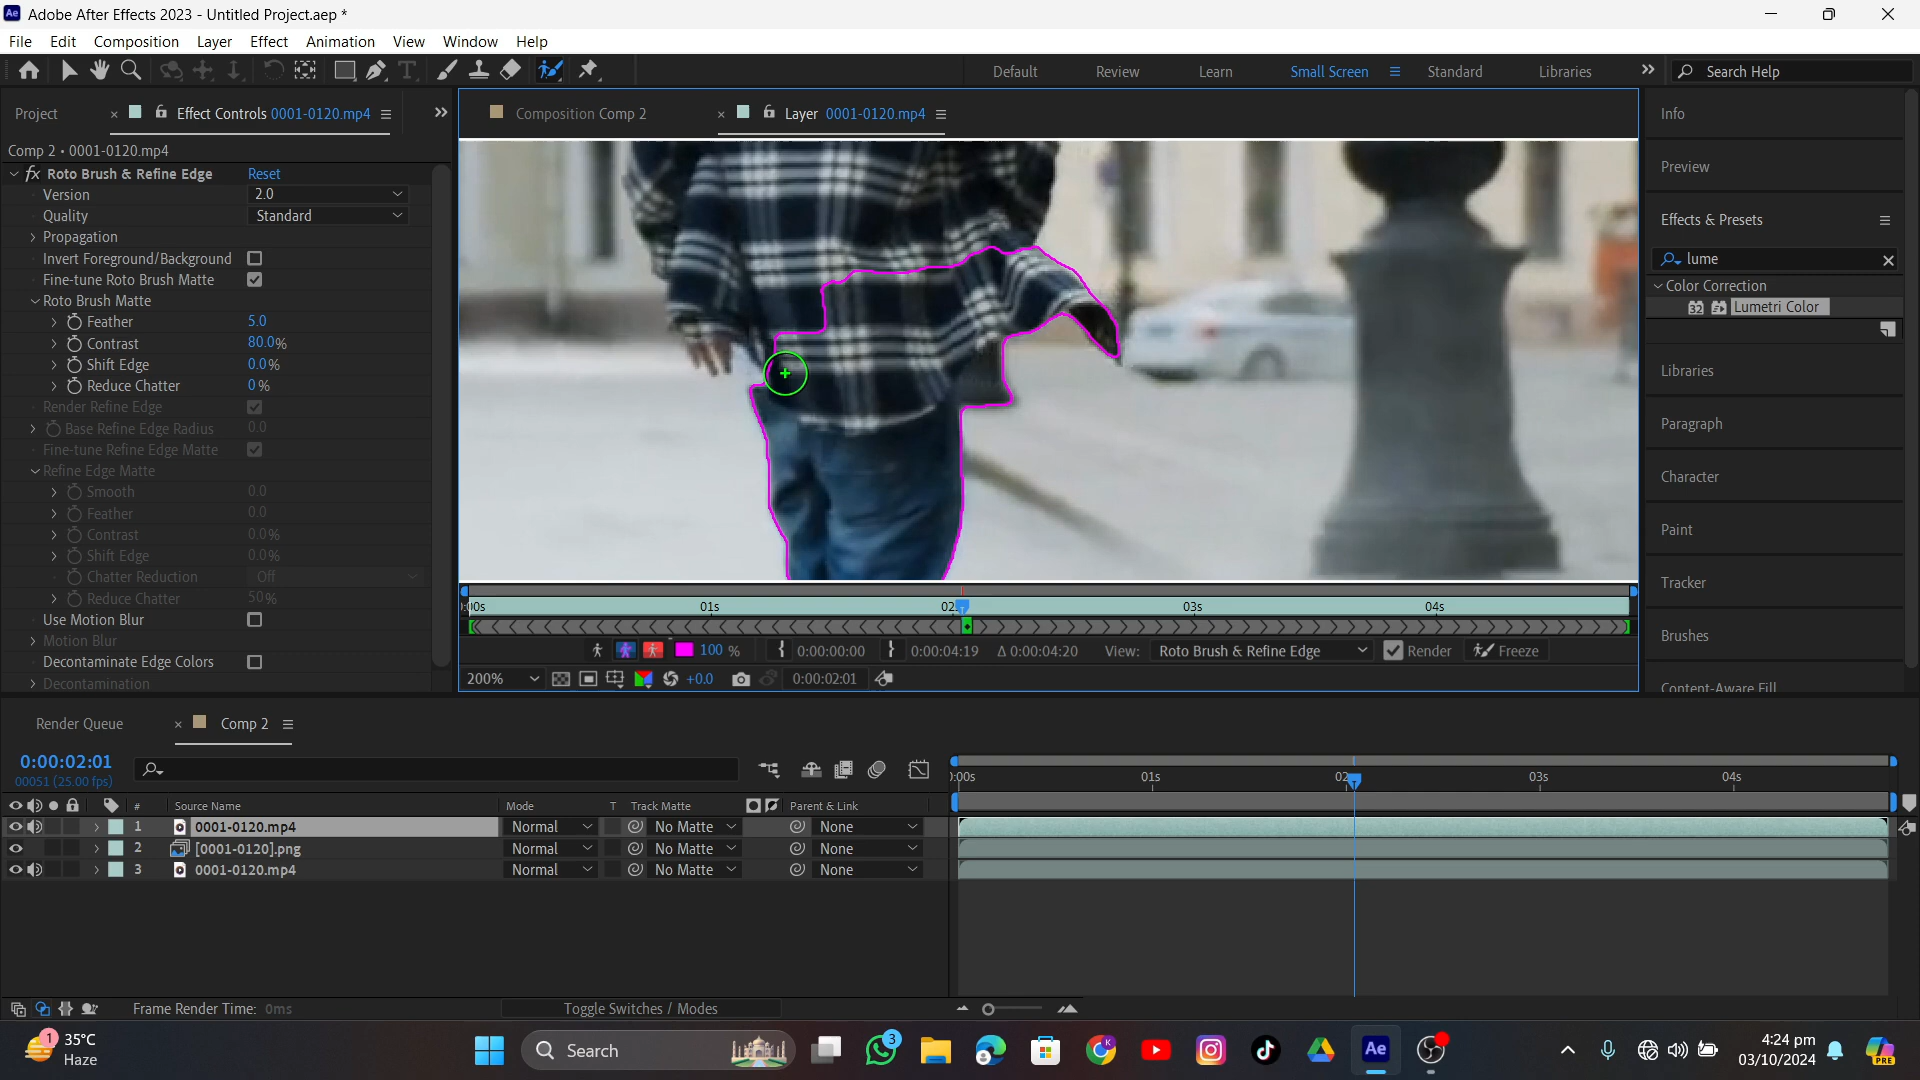 Ae Adobe After Effects 2023 - Untitled Project.aep *
File Edit Composition Layer Effect Animation View Window Help
Default Review Learn Small Screen Standard Libraries Search Help
Project Effect Controls 0001-0120.mp4
Comp 2 • 0001-0120.mp4
fx Roto Brush & Refine Edge Reset
Version 2.0
Quality Standard
Propagation
Invert Foreground/Background
Fine-tune Roto Brush Matte
Roto Brush Matte
Feather 5.0
Contrast 80.0%
Shift Edge 0.0%
Reduce Chatter 0%
Render Refine Edge
Base Refine Edge Radius 0.0
Fine-tune Refine Edge Matte
Refine Edge Matte
Smooth 0.0
Feather 0.0
Contrast 0.0%
Shift Edge 0.0%
Chatter Reduction Off
Reduce Chatter 50%
Use Motion Blur
Motion Blur
Decontaminate Edge Colors
Decontamination
Composition Comp 2 Layer 0001-0120.mp4
):00s 01s 02s 03s 04s
100 % 0:00:00:00 0:00:04:19 Δ 0:00:04:20 View: Roto Brush & Refine Edge Render Freeze
200% +0.0 0:00:02:01
Info
Preview
Effects & Presets
lume
Color Correction
32 Lumetri Color
Libraries
Paragraph
Character
Paint
Tracker
Brushes
Content-Aware Fill
Render Queue Comp 2
0:00:02:01
00051 (25.00 fps)
):00s 01s 02s 03s 04s
# Source Name Mode T Track Matte Parent & Link
1 0001-0120.mp4 Normal No Matte None
2 [0001-0120].png Normal No Matte None
3 0001-0120.mp4 Normal No Matte None
Frame Render Time: 0ms Toggle Switches / Modes
1 35°C
Haze
Search
3
K
Ae
4:24 pm
03/10/2024
PRE